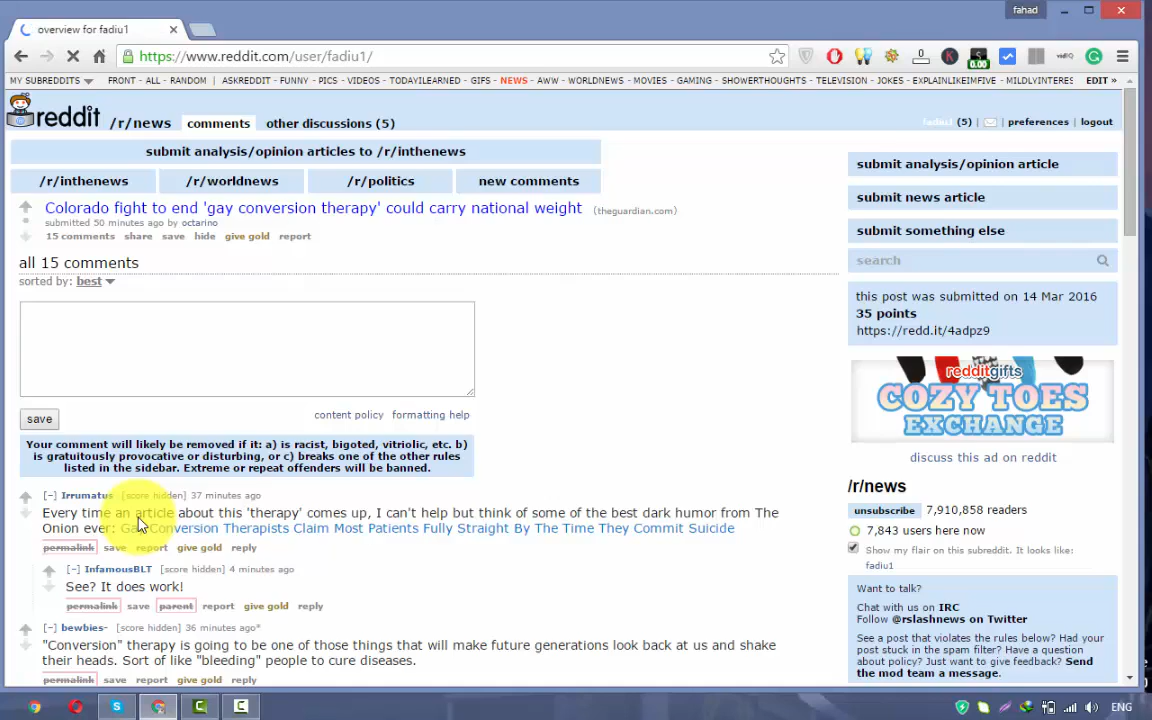 fahad
overview for fadiu1
https://www.reddit.com/user/fadiu1/
MY SUBREDDITS FRONT - ALL - RANDOM | ASKREDDIT - FUNNY - PICS - VIDEOS - TODAYILEARNED - GIFS - NEWS - AWW - WORLDNEWS - MOVIES - GAMING - SHOWERTHOUGHTS - TELEVISION - JOKES - EXPLAINLIKEIMFIVE - MILDLYINTERES EDIT »
0.00
reddit /r/news comments other discussions (5)
fadiu1 (5) | preferences | logout
submit analysis/opinion articles to /r/inthenews
/r/inthenews /r/worldnews /r/politics new comments
Colorado fight to end 'gay conversion therapy' could carry national weight (theguardian.com)
submitted 50 minutes ago by octarino
15 comments share save hide give gold report
all 15 comments
sorted by: best
save
content policy formatting help
Your comment will likely be removed if it: a) is racist, bigoted, vitriolic, etc. b)
is gratuitously provocative or disturbing, or c) breaks one of the other rules
listed in the sidebar. Extreme or repeat offenders will be banned.
[−] Irrumatus [score hidden] 37 minutes ago
Every time an article about this 'therapy' comes up, I can't help but think of some of the best dark humor from The
Onion ever: Gay Conversion Therapists Claim Most Patients Fully Straight By The Time They Commit Suicide
permalink save report give gold reply
[−] InfamousBLT [score hidden] 4 minutes ago
See? It does work!
permalink save parent report give gold reply
[−] bewbies- [score hidden] 36 minutes ago*
"Conversion" therapy is going to be one of those things that will make future generations look back at us and shake
their heads. Sort of like "bleeding" people to cure diseases.
permalink save report give gold reply
submit analysis/opinion article
submit news article
submit something else
search
this post was submitted on 14 Mar 2016
35 points
https://redd.it/4adpz9
redditgifts
COZY TOES
EXCHANGE
discuss this ad on reddit
/r/news
unsubscribe 7,910,858 readers
7,843 users here now
Show my flair on this subreddit. It looks like:
fadiu1
Want to talk?
Chat with us on IRC
Follow @rslashnews on Twitter
See a post that violates the rules below? Had your
post stuck in the spam filter? Have a question
about policy? Just want to give feedback? Send
the mod team a message.
ENG